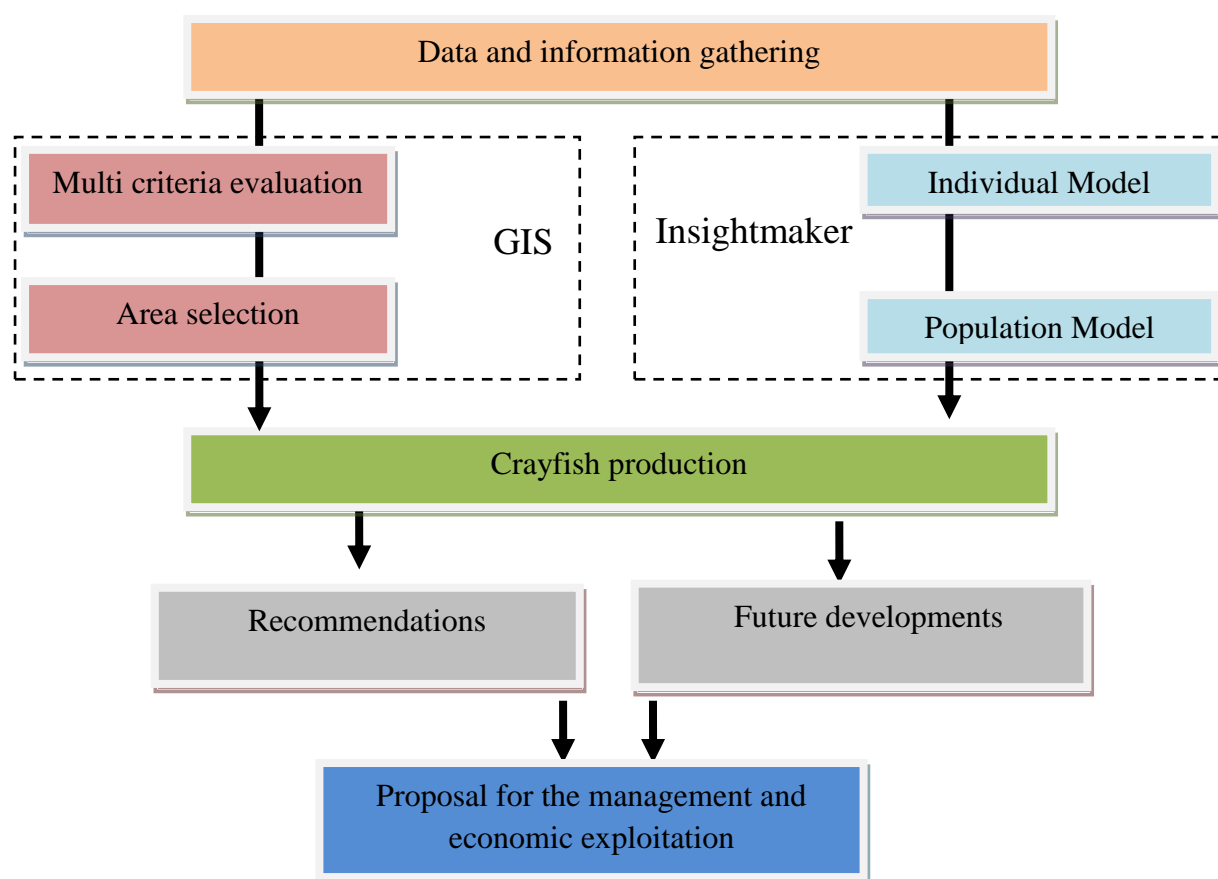 Data and information gathering
Multi criteria evaluation
Individual Model
GIS
Insightmaker
Area selection
Population Model
Crayfish production
Recommendations
Future developments
Proposal for the management and
economic exploitation